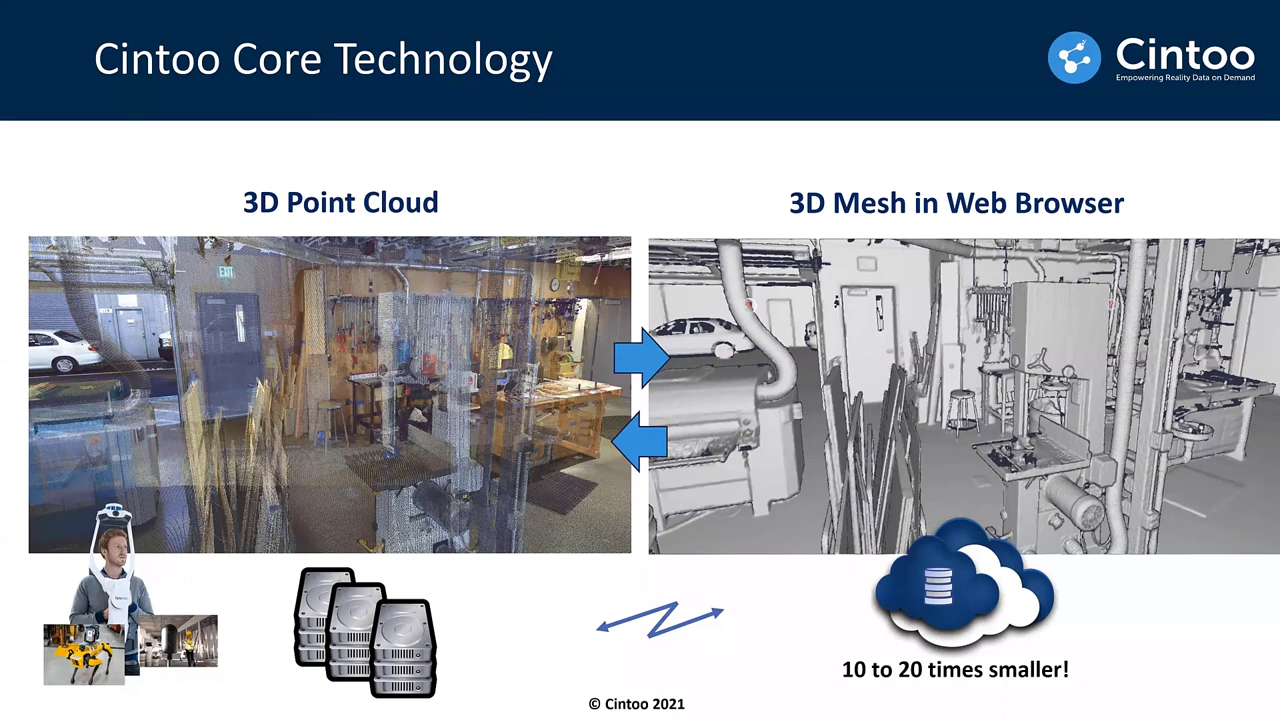 Cintoo Core Technology
Cintoo
Empowering Reality Data on Demand
3D Point Cloud
3D Mesh in Web Browser
EXIT
10 to 20 times smaller!
© Cintoo 2021